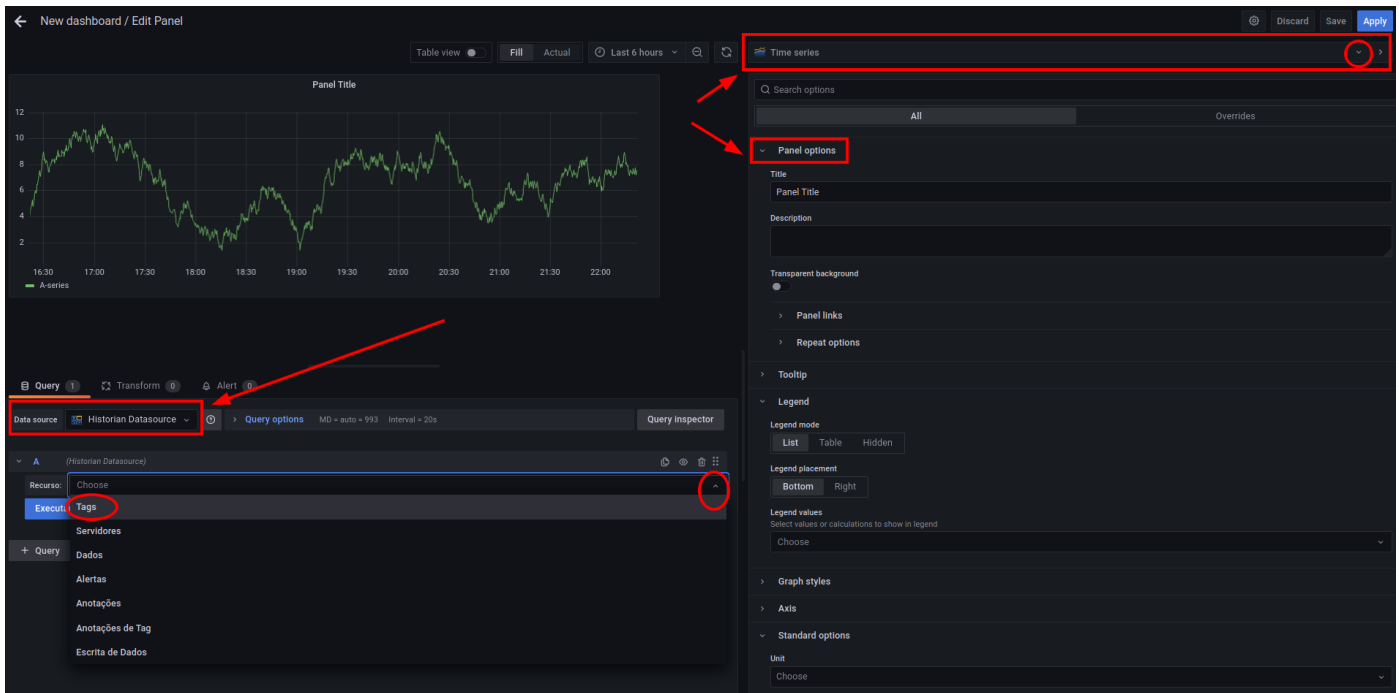 New dashboard / Edit Panel
Discard Save Apply
Table view Fill Actual Last 6 hours
Time series
Panel Title
12
10
8
6
4
2
16:30 17:00 17:30 18:00 18:30 19:00 19:30 20:00 20:30 21:00 21:30 22:00
A-series
Search options
All Overrides
Panel options
Title
Panel Title
Description
Transparent background
Panel links
Repeat options
Tooltip
Legend
Legend mode
List Table Hidden
Legend placement
Bottom Right
Legend values
Select values or calculations to show in legend
Choose
Graph styles
Axis
Standard options
Unit
Choose
Query 1 Transform 0 Alert 0
Data source Historian Datasource Query options MD = auto = 993 Interval = 20s Query inspector
A (Historian Datasource)
Recurso: Choose
Tags
Servidores
+ Query Dados
Alertas
Anotações
Anotações de Tag
Escrita de Dados